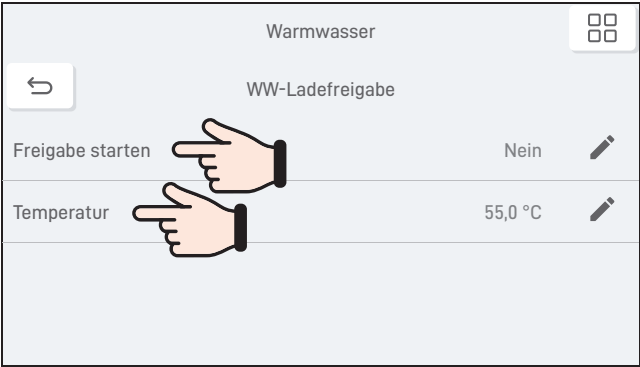 Warmwasser
WW-Ladefreigabe
Freigabe starten Nein
Temperatur 55,0 °C